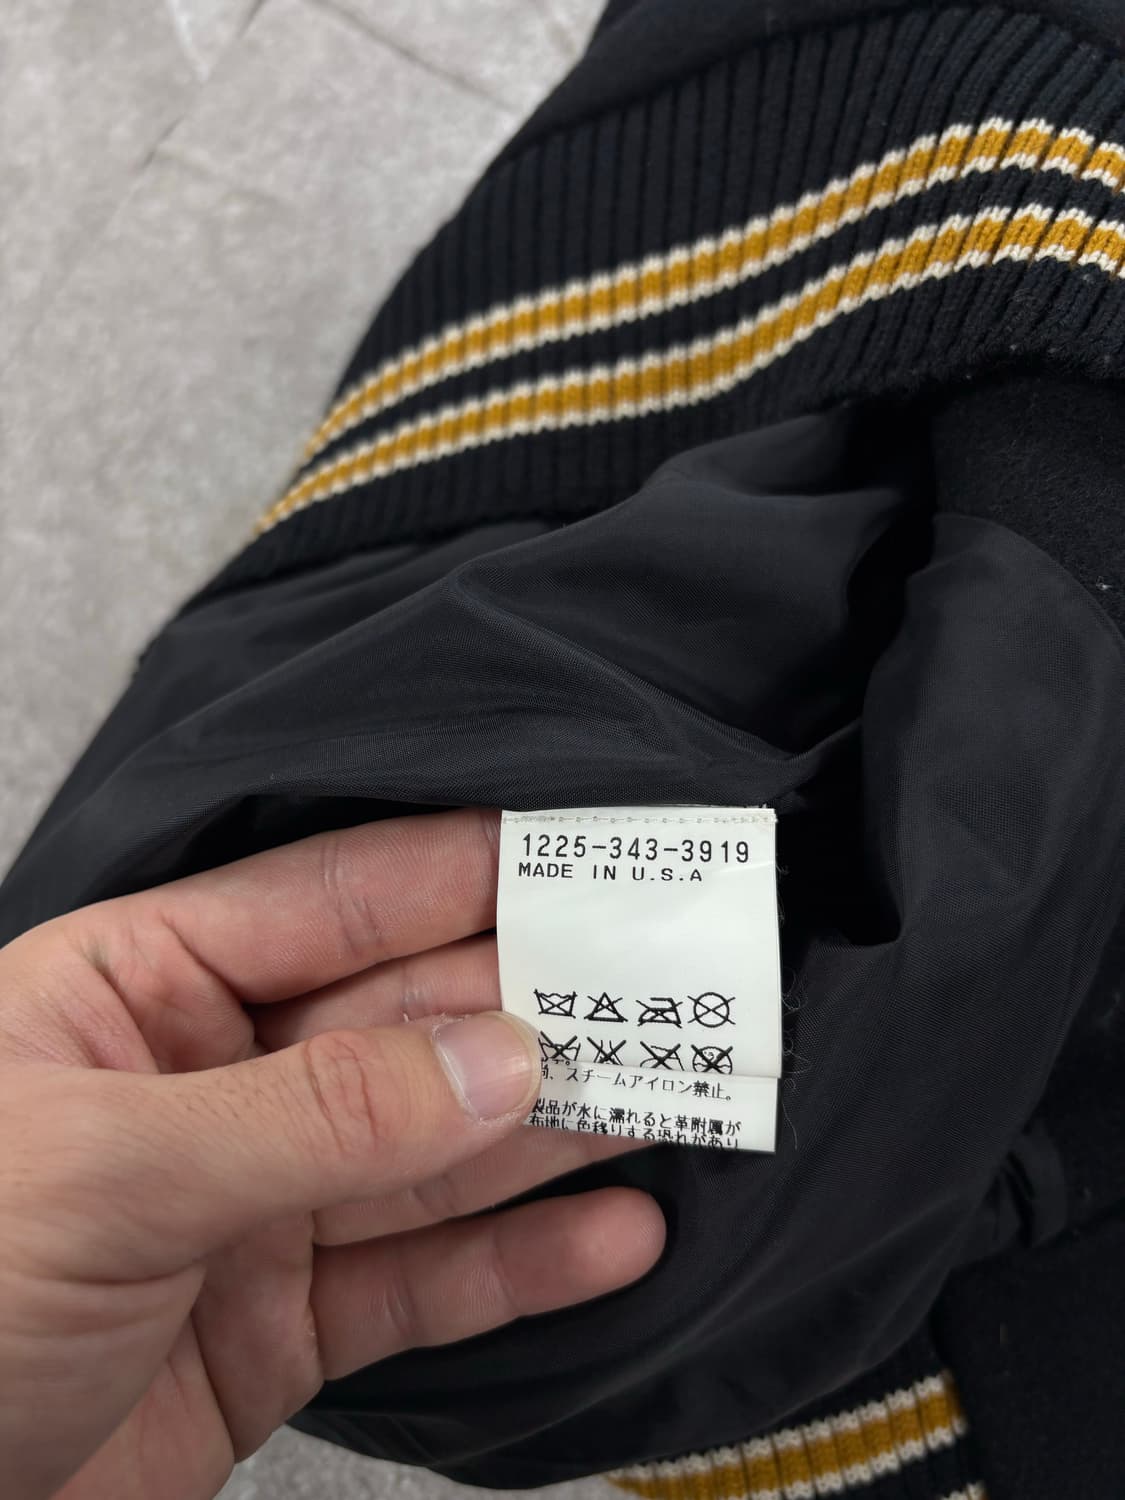 1225-343-3919
MADE IN U.S.A
スチームアイロン禁止。
製品が水に濡れると革附属が
布地に色移りする恐れがあり